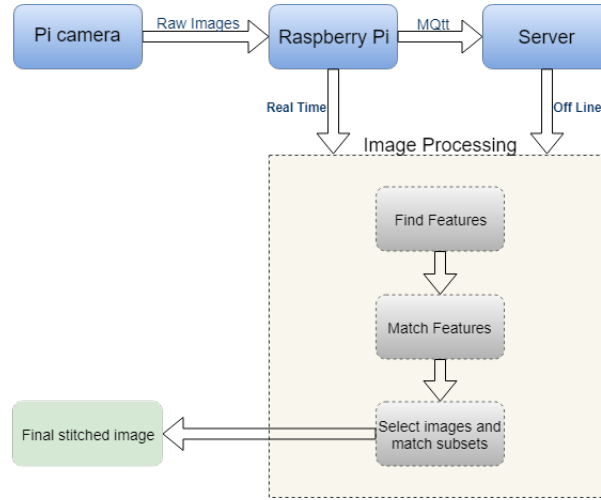 Pi camera
Raw Images
Raspberry Pi
MQtt
Server
Real Time
Off Line
Image Processing
Find Features
Match Features
Select images and
match subsets
Final stitched image